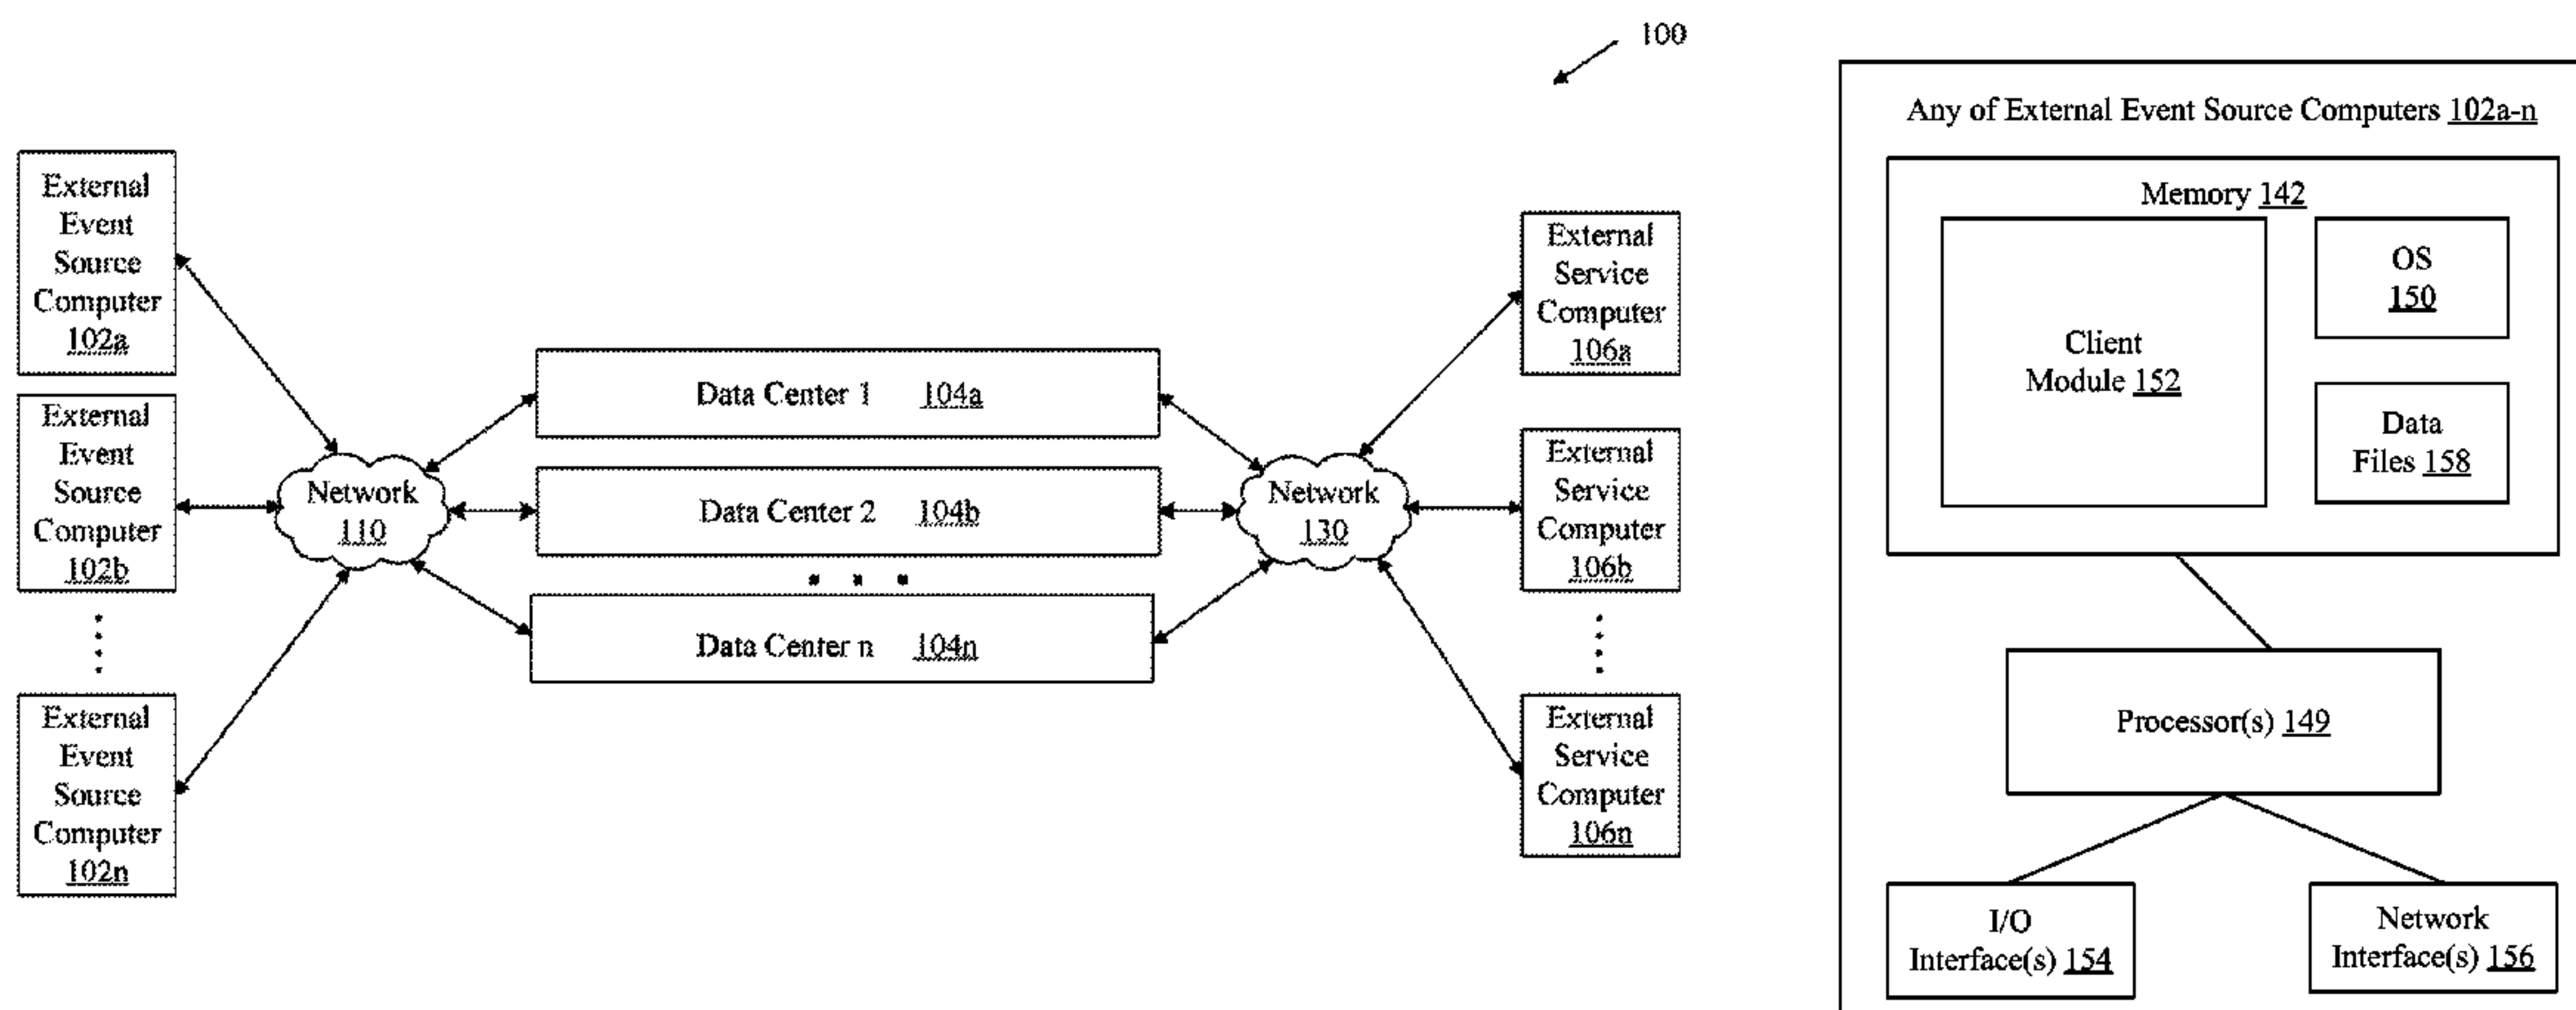 100
External
Event
Source
Computer
102a
External
Event
Source
Computer
102b
External
Event
Source
Computer
102n
Network
110
Data Center 1 104a
Data Center 2 104b
Data Center n 104n
Network
130
External
Service
Computer
106a
External
Service
Computer
106b
External
Service
Computer
106n
Any of External Event Source Computers 102a-n
Memory 142
Client
Module 152
OS
150
Data
Files 158
Processor(s) 149
I/O
Interface(s) 154
Network
Interface(s) 156